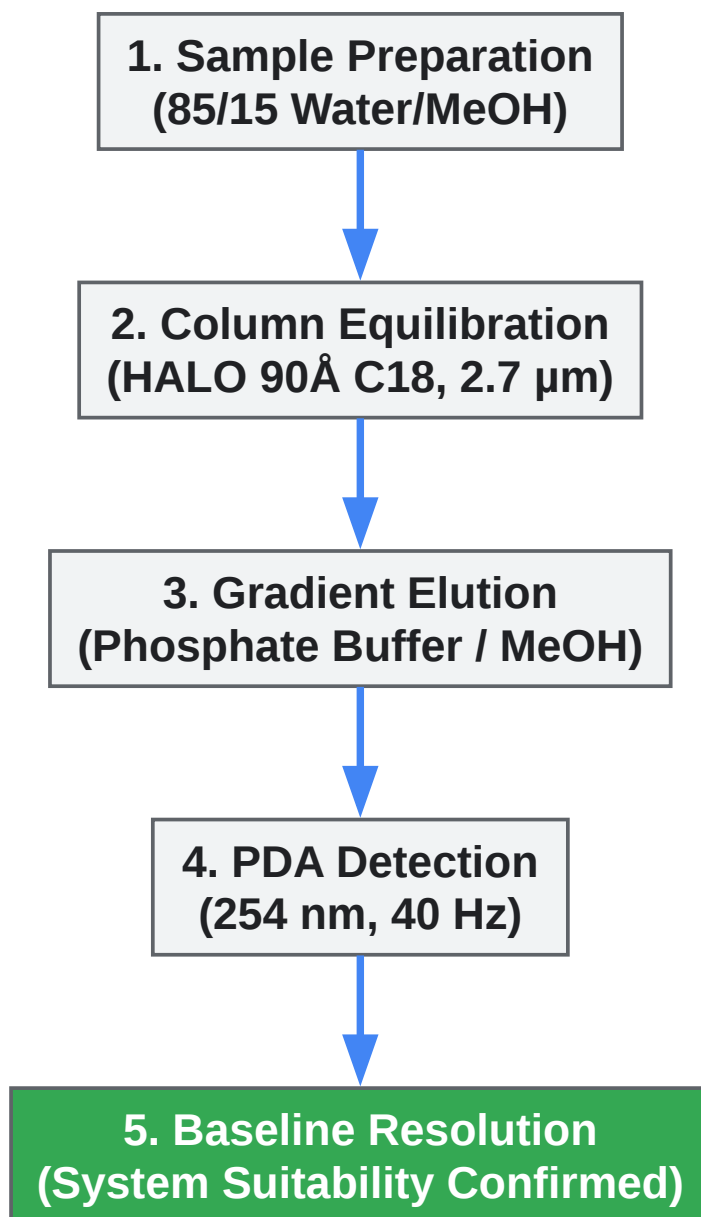 1. Sample Preparation
(85/15 Water/MeOH)
2. Column Equilibration
(HALO 90Å C18, 2.7 µm)
3. Gradient Elution
(Phosphate Buffer / MeOH)
4. PDA Detection
(254 nm, 40 Hz)
5. Baseline Resolution
(System Suitability Confirmed)